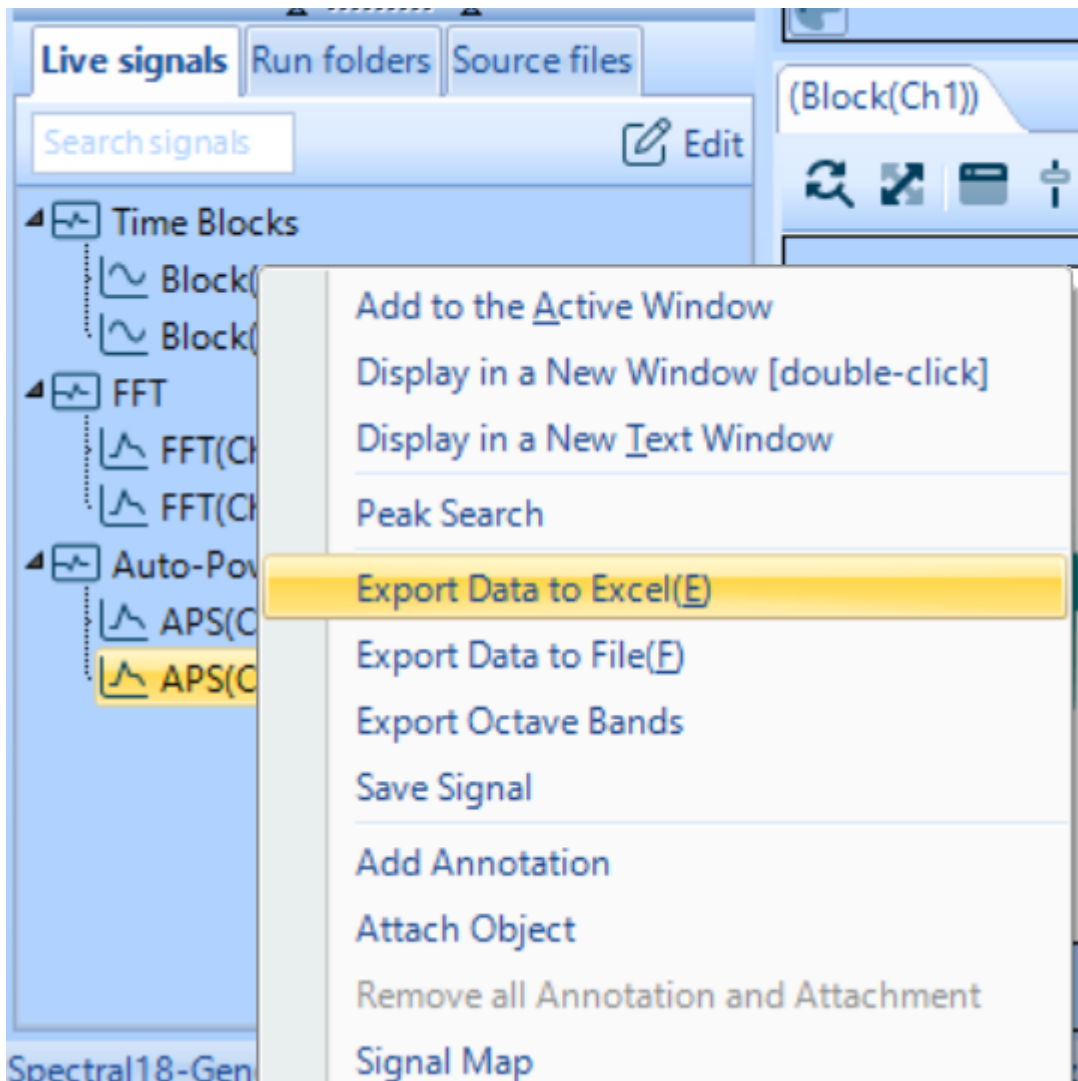 Live signals Run folders Source files
Search signals
Edit
Time Blocks
Block(
Block(
FFT
FFT(C
FFT(C
Auto-Po
APS(C
APS(C
Spectral18-Gen
(Block(Ch1))
Add to the Active Window
Display in a New Window [double-click]
Display in a New Text Window
Peak Search
Export Data to Excel(E)
Export Data to File(F)
Export Octave Bands
Save Signal
Add Annotation
Attach Object
Remove all Annotation and Attachment
Signal Map